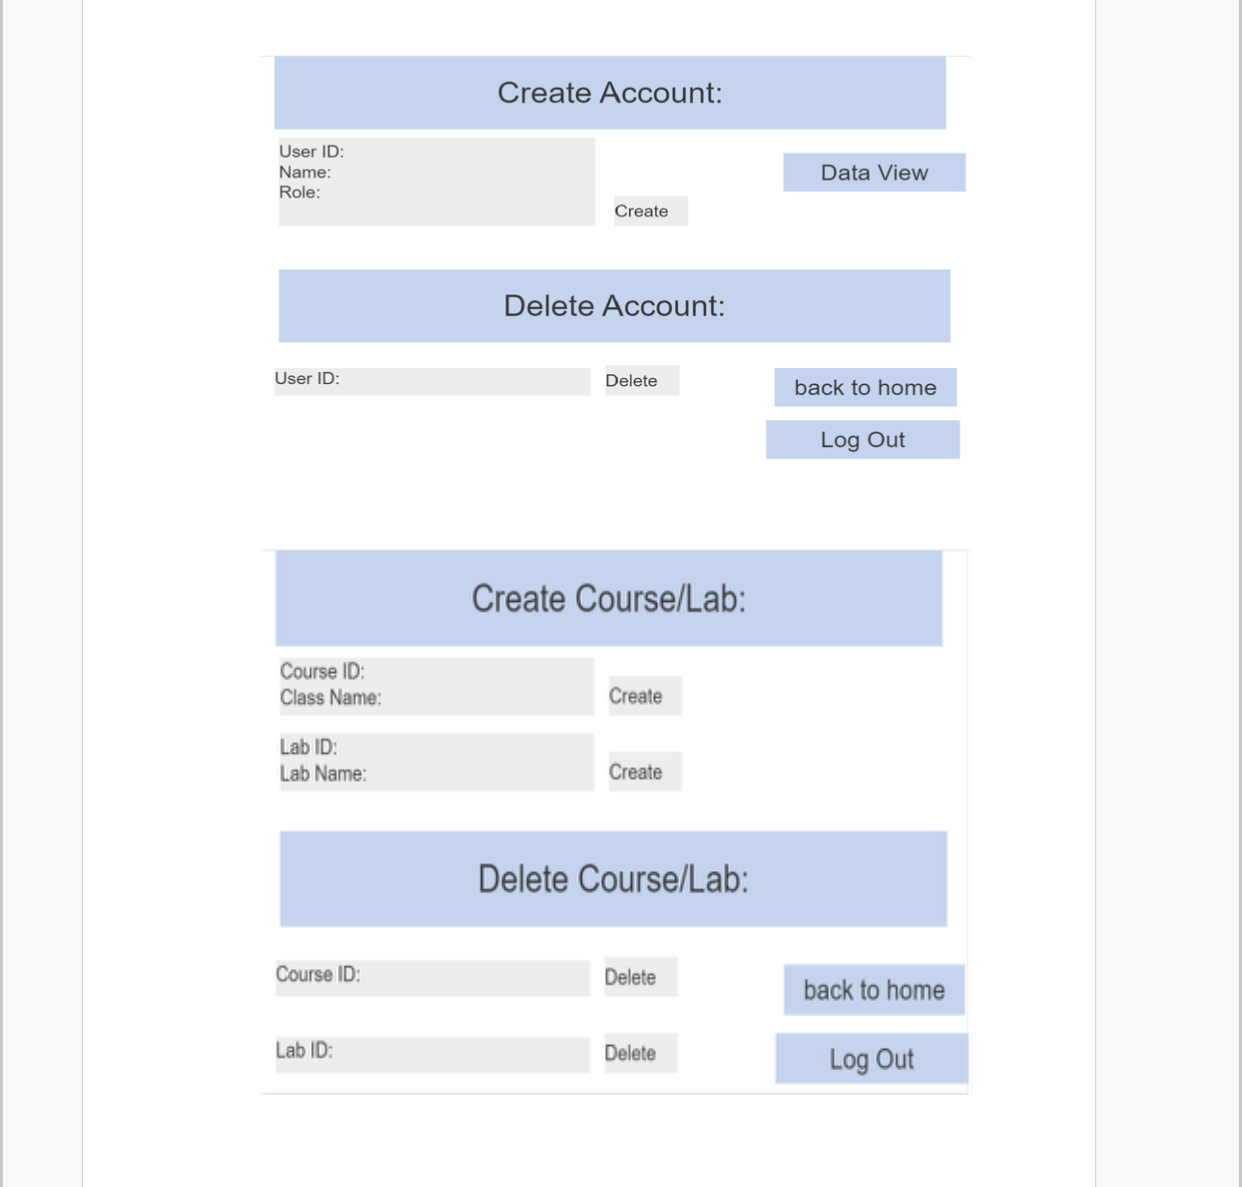 Create Account:
User ID:
Name:
Role:
Data View
Create
Delete Account:
User ID:
Delete
back to home
Log Out
Create Course/Lab:
Course ID:
Class Name:
Create
Lab ID:
Lab Name:
Create
Delete Course/Lab:
Course ID:
Delete
back to home
Lab ID:
Delete
Log Out